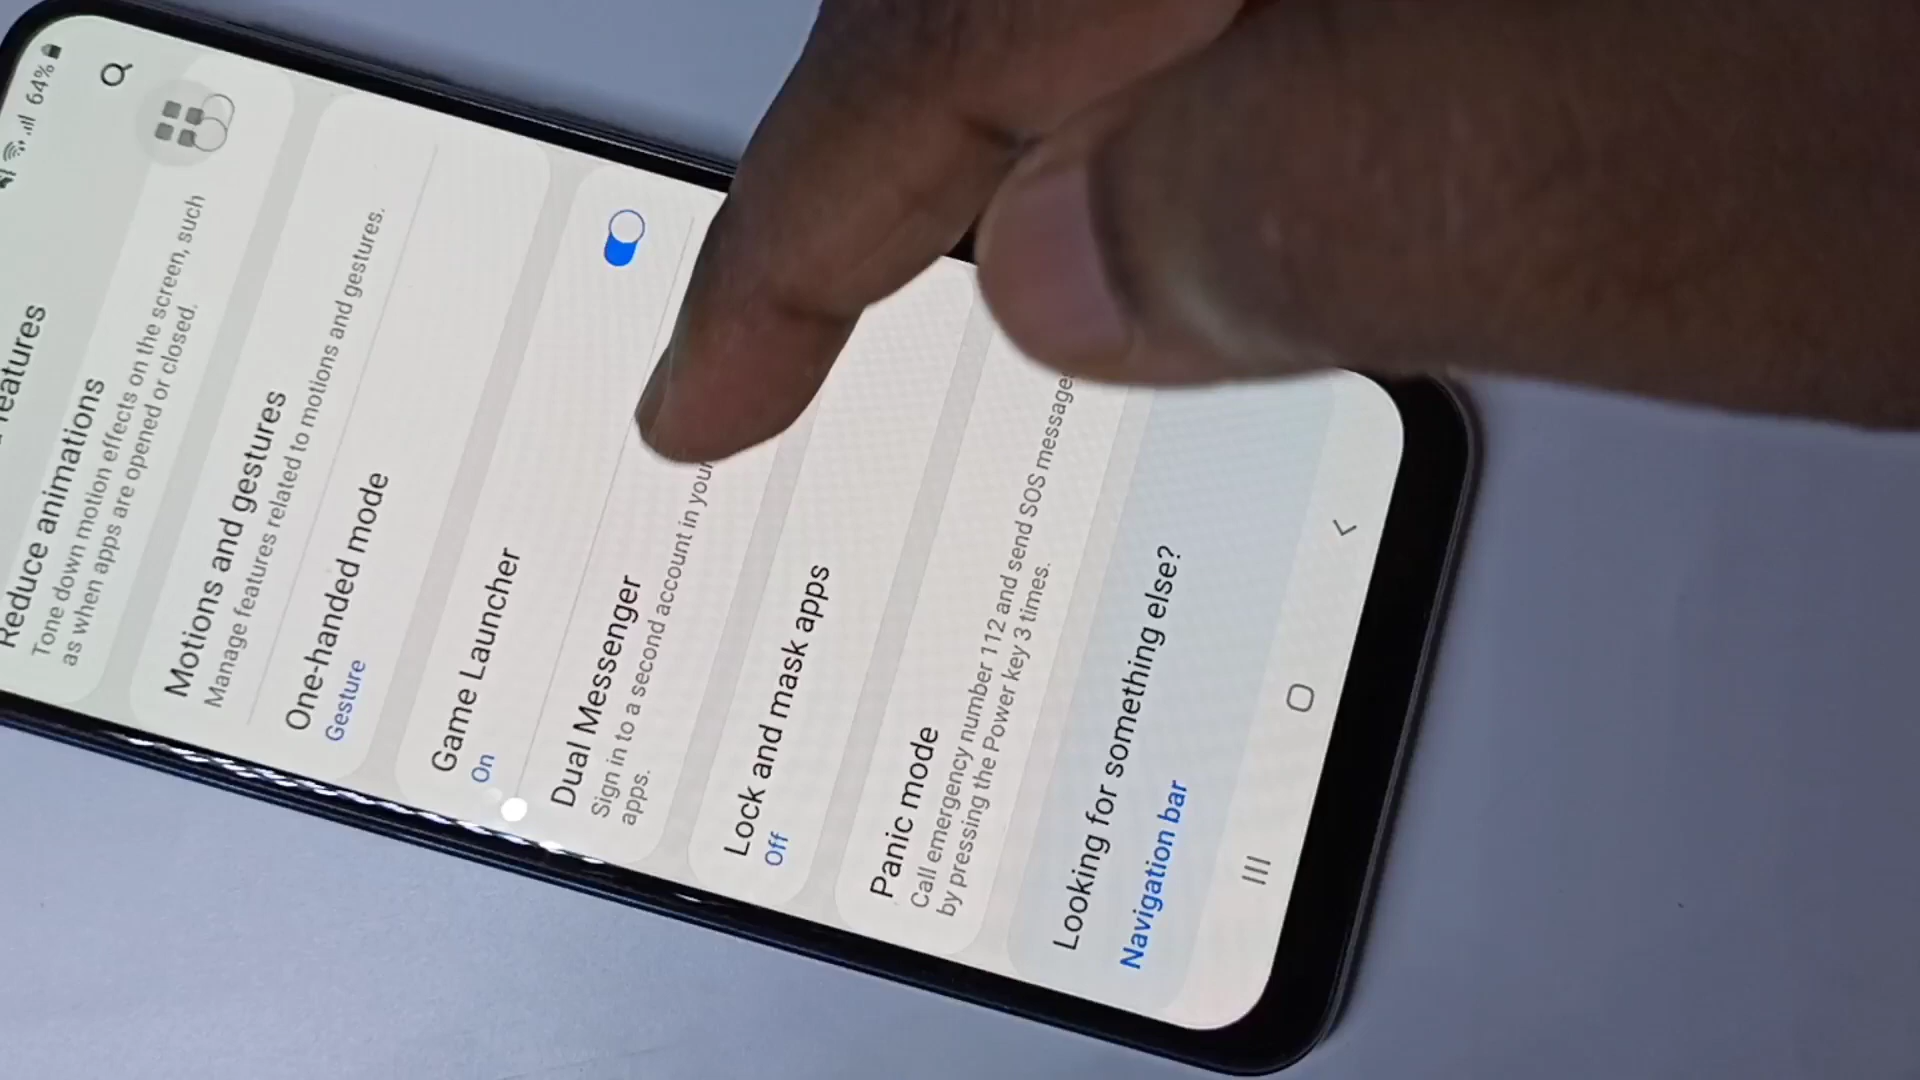 64%
features
Reduce animations
Tone down motion effects on the screen, such
as when apps are opened or closed.
Motions and gestures
Manage features related to motions and gestures.
One-handed mode
Gesture
Game Launcher
On
Dual Messenger
Sign in to a second account in your
apps.
Lock and mask apps
Off
Panic mode
Call emergency number 112 and send SOS messages
by pressing the Power key 3 times.
Looking for something else?
Navigation bar